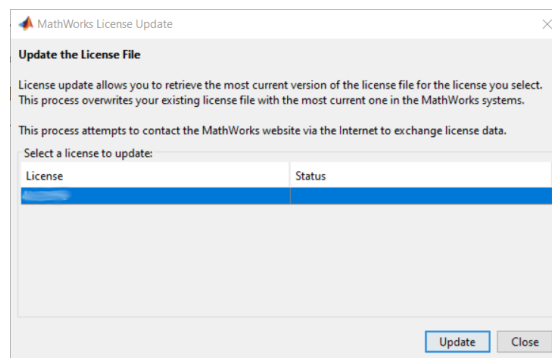 MathWorks License Update
Update the License File
License update allows you to retrieve the most current version of the license file for the license you select.
This process overwrites your existing license file with the most current one in the MathWorks systems.
This process attempts to contact the MathWorks website via the Internet to exchange license data.
Select a license to update:
License Status
Update Close